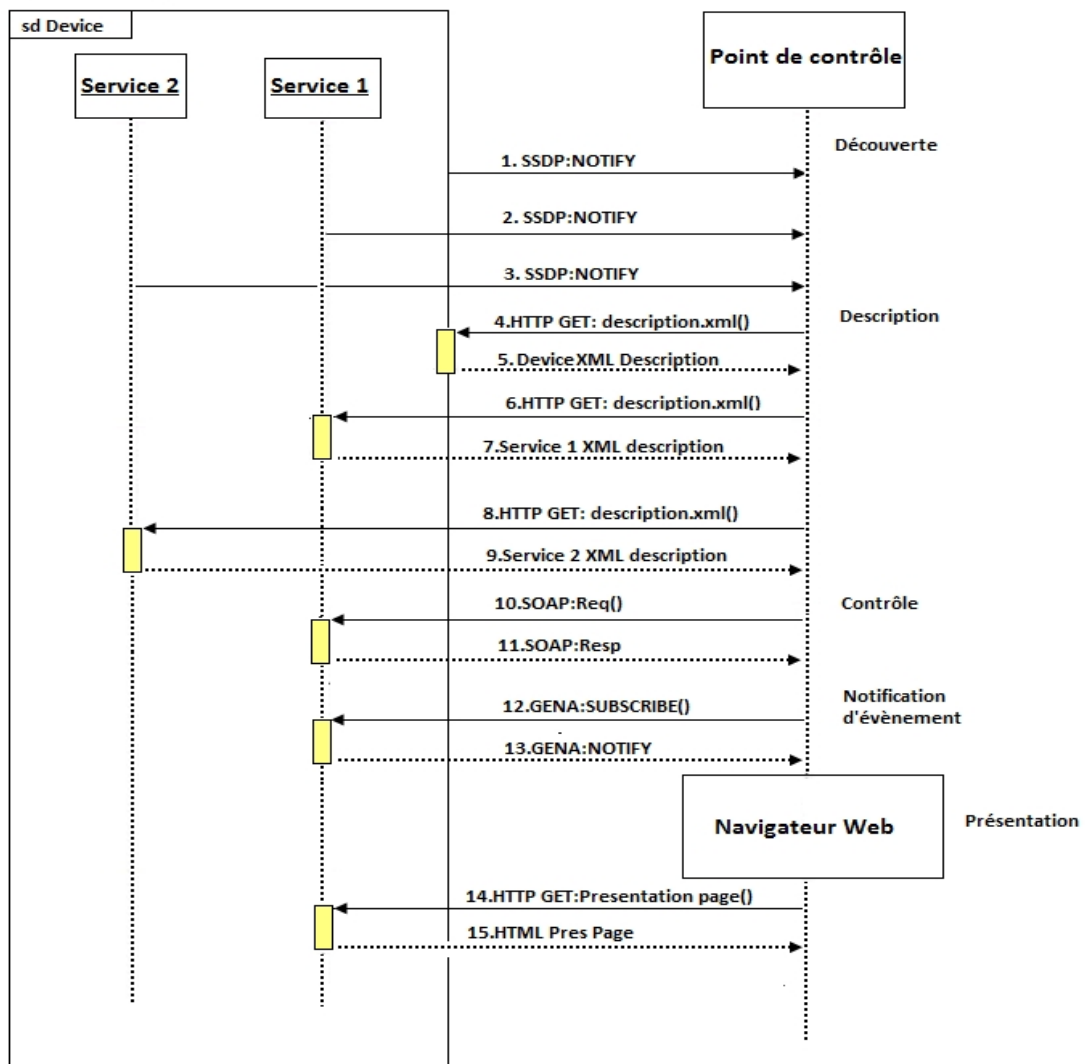 sd Device
Service 2
Service 1
Point de contrôle
Découverte
1. SSDP:NOTIFY
2. SSDP:NOTIFY
3. SSDP:NOTIFY
Description
4.HTTP GET: description.xml()
5.Device XML Description
6.HTTP GET: description.xml()
7.Service 1 XML description
8.HTTP GET: description.xml()
9.Service 2 XML description
10.SOAP:Req()
Contrôle
11.SOAP:Resp
12.GENA:SUBSCRIBE()
Notification
d'évènement
13.GENA:NOTIFY
Navigateur Web
Présentation
14.HTTP GET:Presentation page()
15.HTML Pres Page